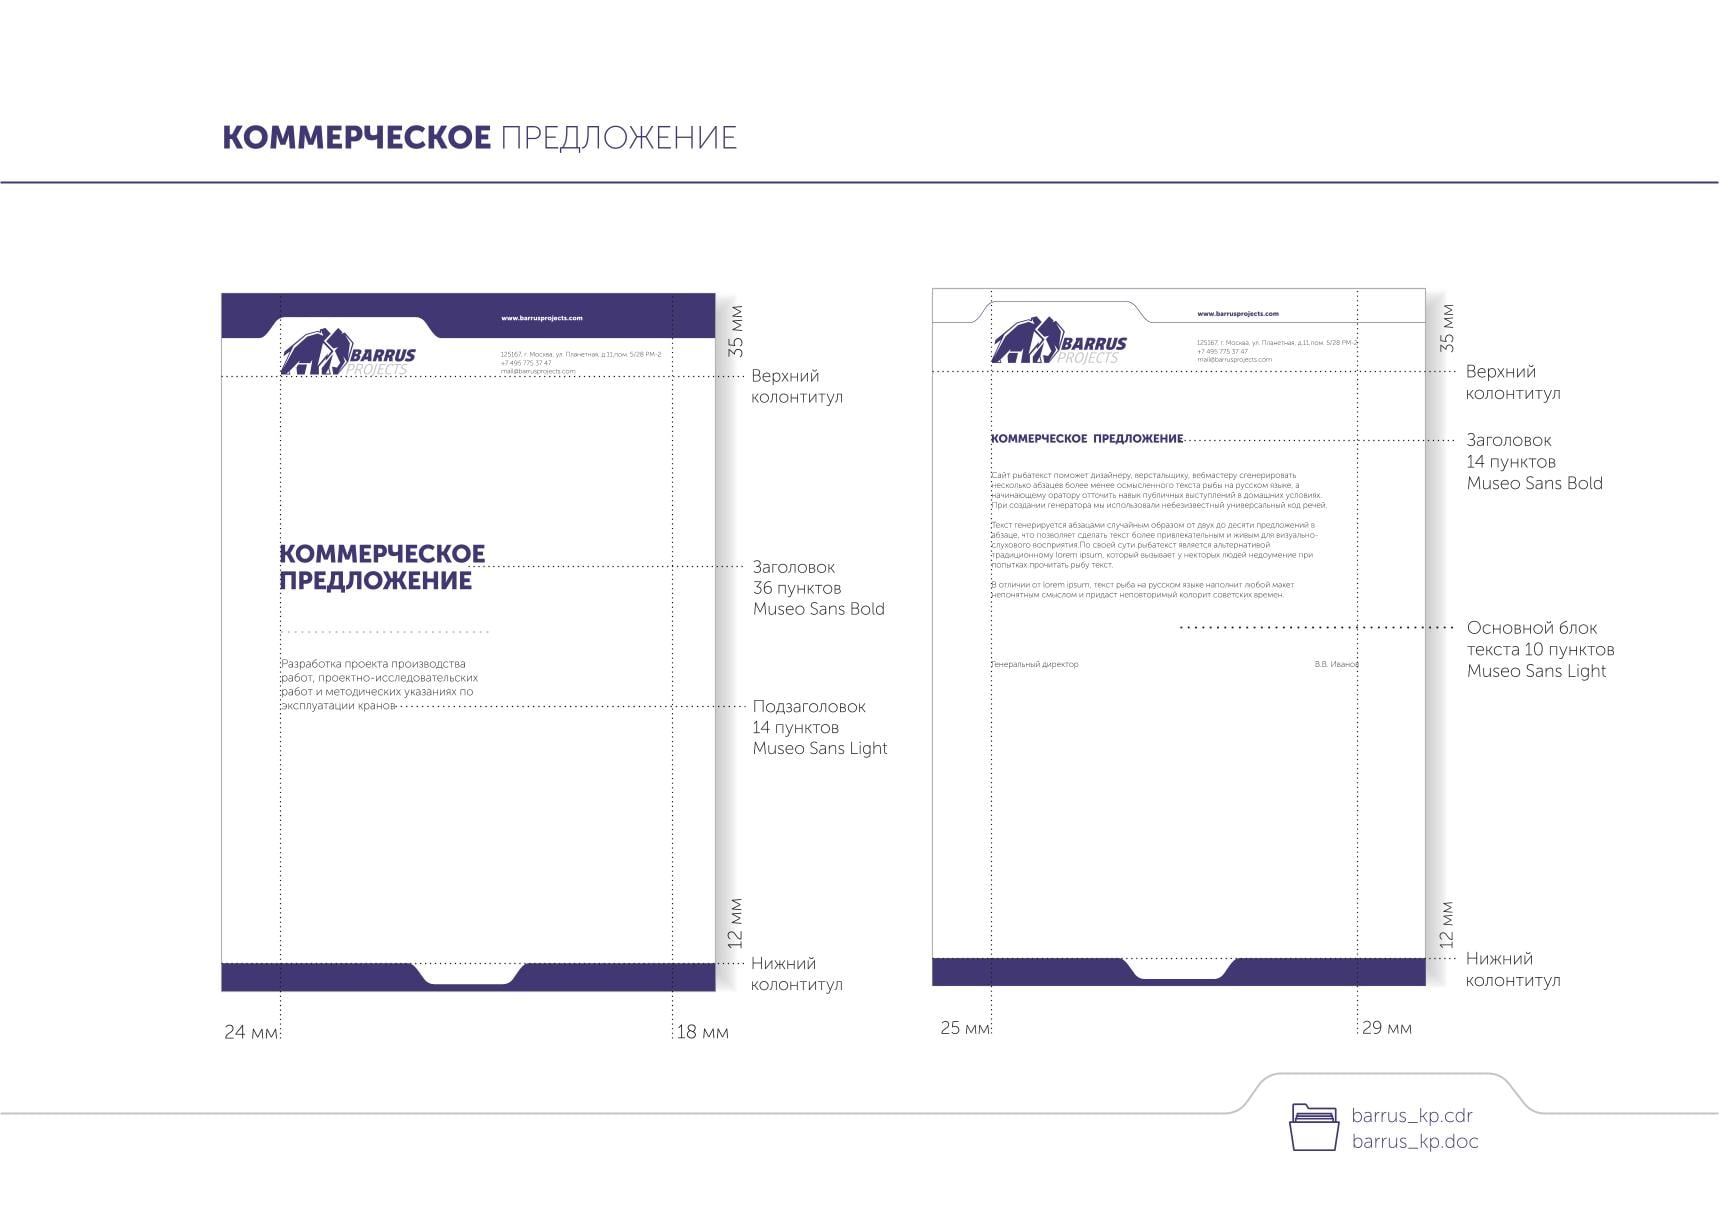 КОММЕРЧЕСКОЕ ПРЕДЛОЖЕНИЕ
www.barrusprojects.com
BARRUS
PROJECTS
125167, г. Москва, ул. Планетная, д.11,пом. 5/28 РМ-2
+7 495 775 37 47
mail@barrusprojects.com
35 мм
Верхний
колонтитул
КОММЕРЧЕСКОЕ
ПРЕДЛОЖЕНИЕ
Заголовок
36 пунктов
Museo Sans Bold
Разработка проекта производства
работ, проектно-исследовательских
работ и методических указаниях по
эксплуатации кранов
Подзаголовок
14 пунктов
Museo Sans Light
12 мм
Нижний
колонтитул
24 мм
18 мм
www.barrusprojects.com
BARRUS
PROJECTS
125167, г. Москва, ул. Планетная, д.11,пом. 5/28 РМ-2
+7 495 775 37 47
mail@barrusprojects.com
35 мм
Верхний
колонтитул
КОММЕРЧЕСКОЕ ПРЕДЛОЖЕНИЕ
Заголовок
14 пунктов
Museo Sans Bold
Сайт рыбатекст поможет дизайнеру, верстальщику, вебмастеру сгенерировать
несколько абзацев более менее осмысленного текста рыбы на русском языке, а
начинающему оратору отточить навык публичных выступлений в домашних условиях.
При создании генератора мы использовали небезизвестный универсальный код речей.
Текст генерируется абзацами случайным образом от двух до десяти предложений в
абзаце, что позволяет сделать текст более привлекательным и живым для визуально-
слухового восприятия.По своей сути рыбатекст является альтернативой
традиционному lorem ipsum, который вызывает у некторых людей недоумение при
попытках прочитать рыбу текст.
В отличии от lorem ipsum, текст рыба на русском языке наполнит любой макет
непонятным смыслом и придаст неповторимый колорит советских времен.
Основной блок
текста 10 пунктов
Museo Sans Light
Генеральный директор
В.В. Иванов
12 мм
Нижний
колонтитул
25 мм
29 мм
barrus_kp.cdr
barrus_kp.doc